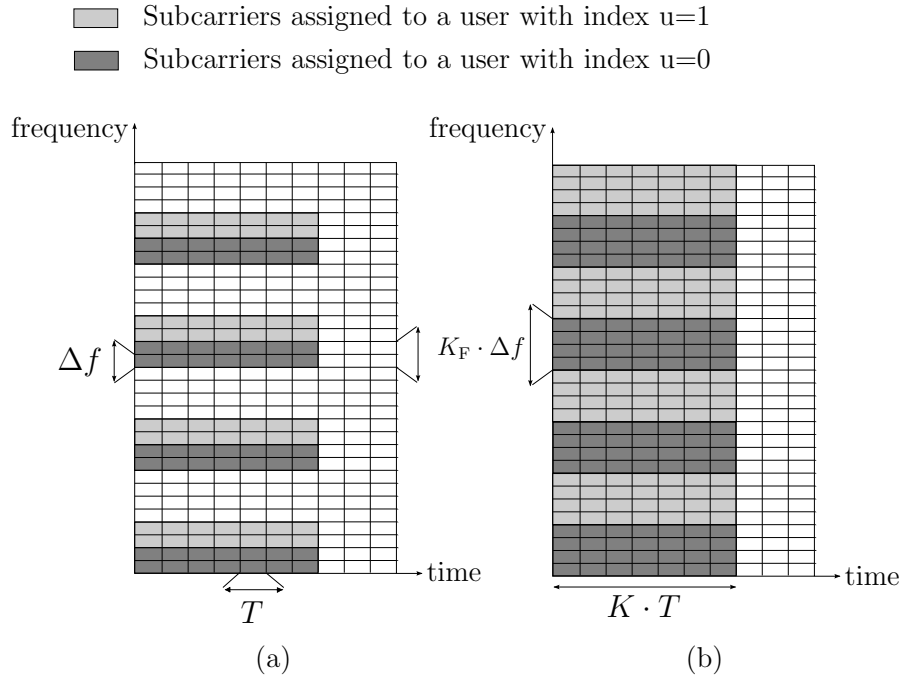 Subcarriers assigned to a user with index u=1
Subcarriers assigned to a user with index u=0
frequency
frequency
Δf
K_F · Δf
time
time
T
K · T
(a)
(b)